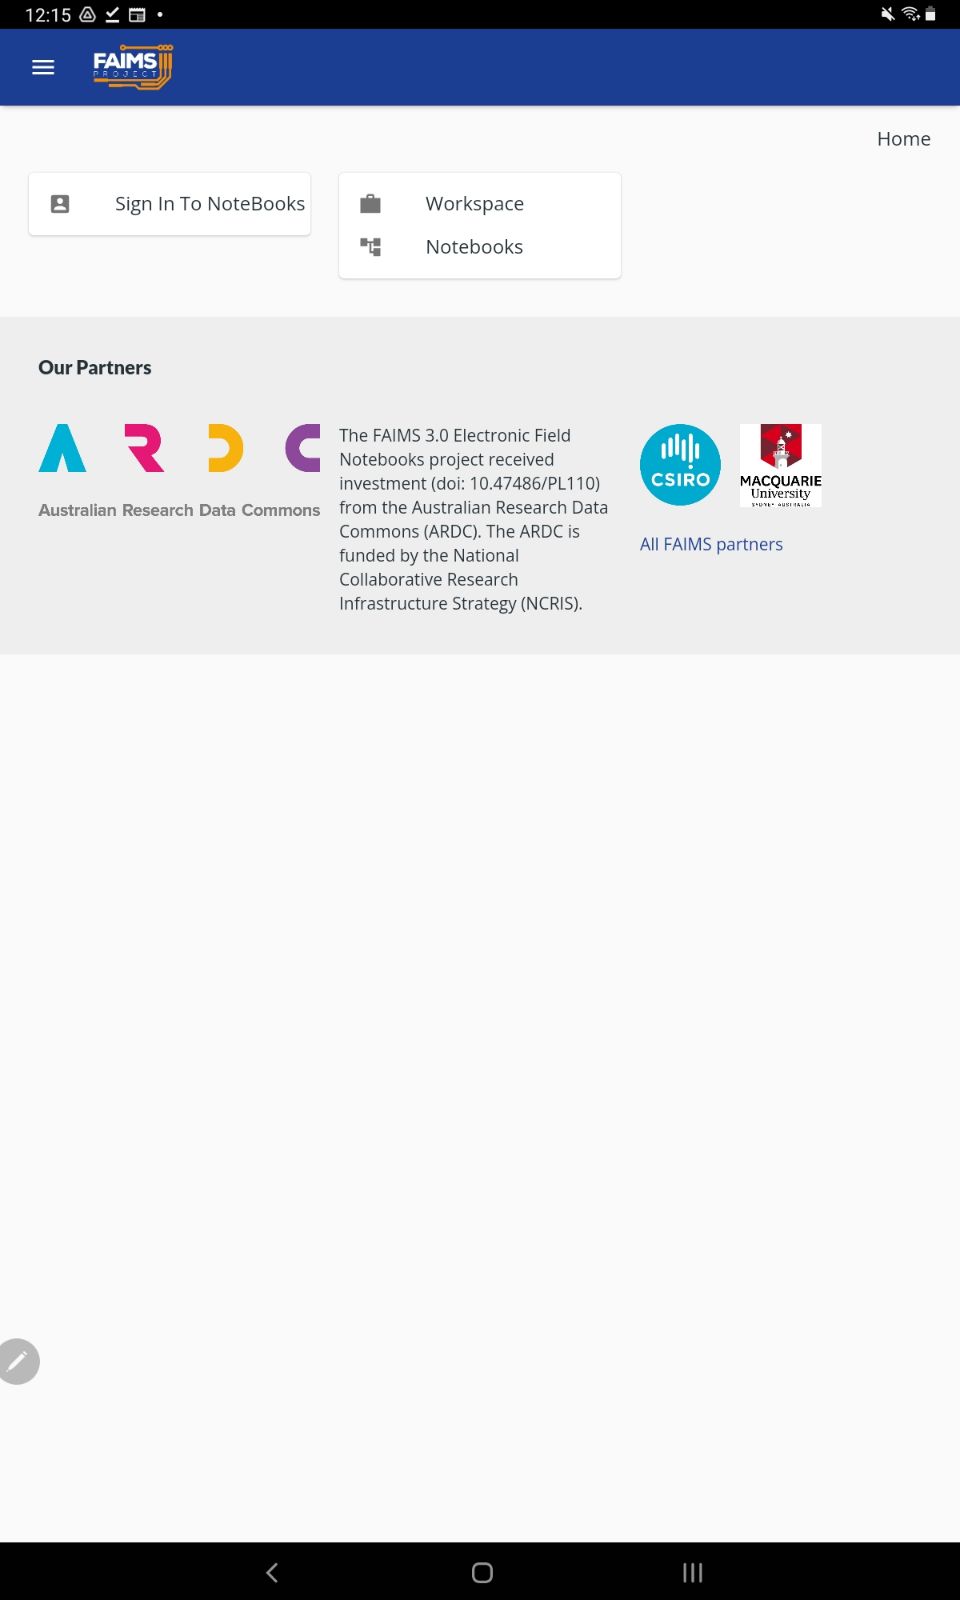 12:15
FAIMS
PROJECT
Home
Sign In To NoteBooks
Workspace
Notebooks
Our Partners
ARDC
Australian Research Data Commons
The FAIMS 3.0 Electronic Field
Notebooks project received
investment (doi: 10.47486/PL110)
from the Australian Research Data
Commons (ARDC). The ARDC is
funded by the National
Collaborative Research
Infrastructure Strategy (NCRIS).
CSIRO
MACQUARIE
University
SYDNEY·AUSTRALIA
All FAIMS partners